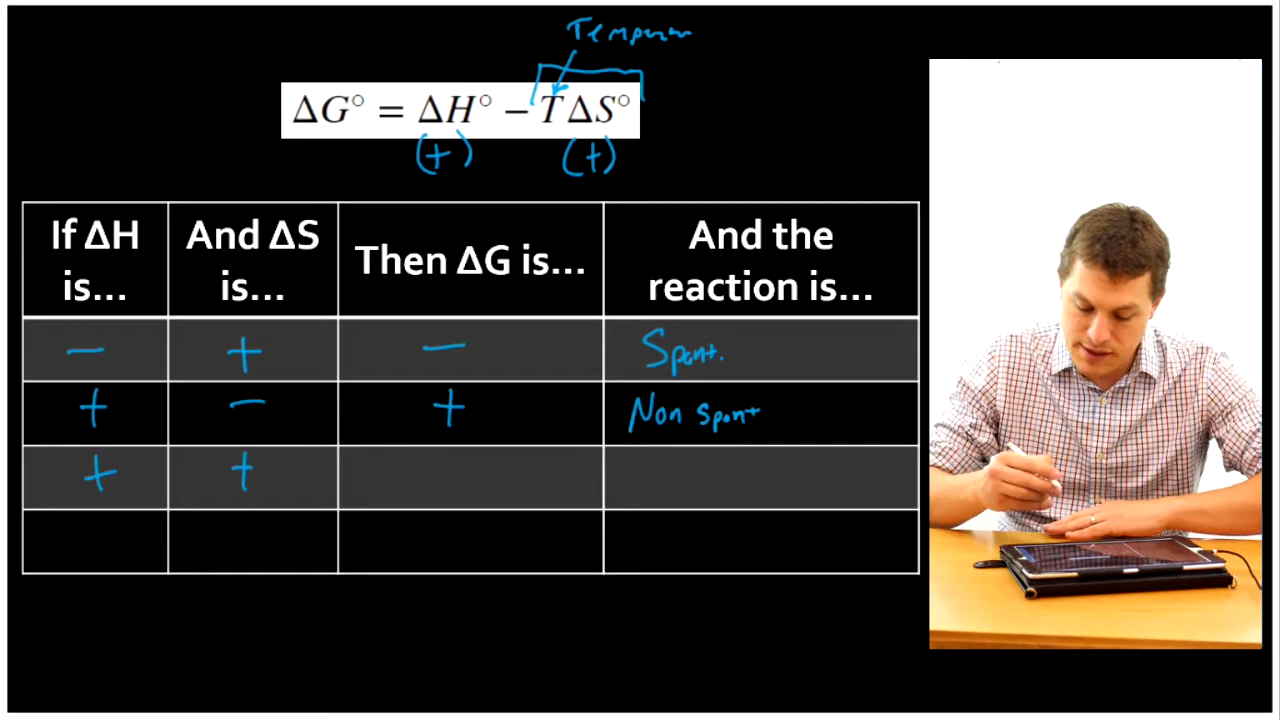 Temperar
ΔG° = ΔH° − TΔS°
(+) (+)
If ΔH is... And ΔS is... Then ΔG is... And the reaction is...
− + − Spont.
+ − + Non spont
+ +